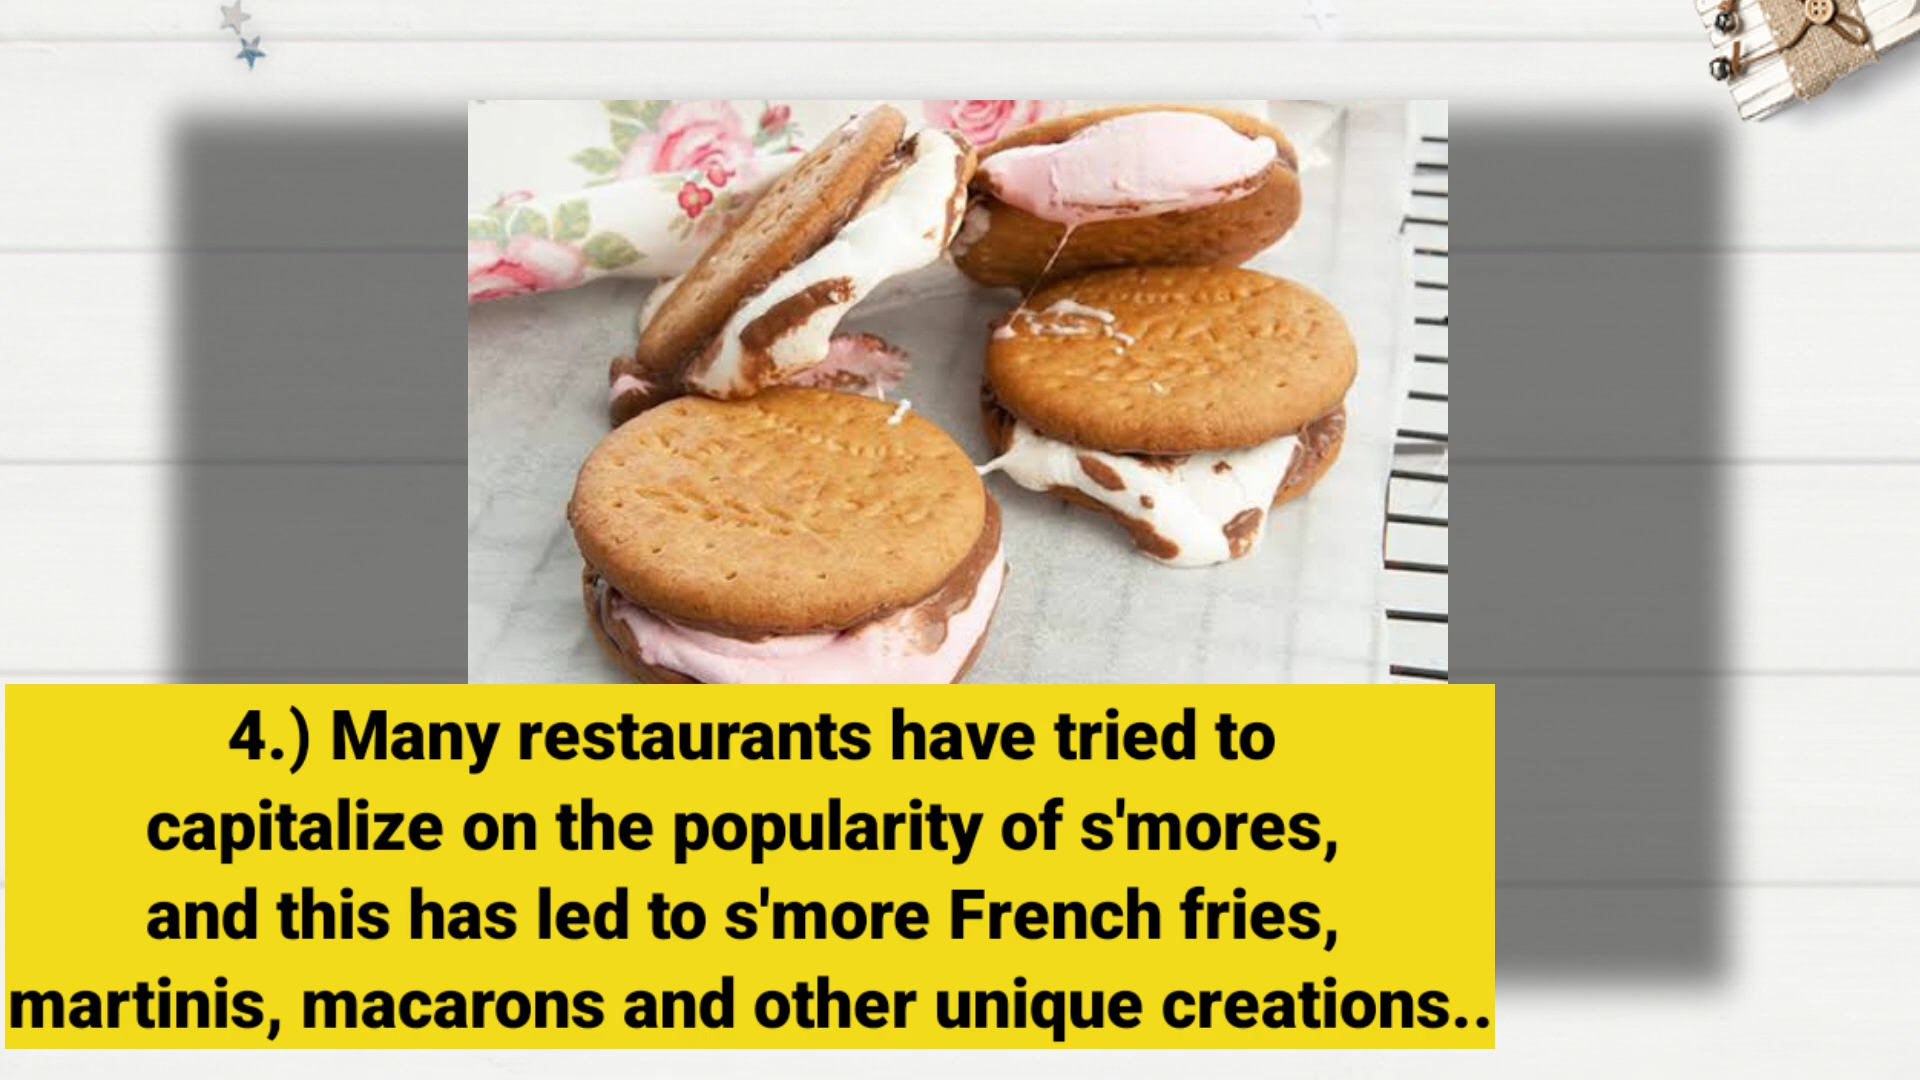 4.) Many restaurants have tried to
capitalize on the popularity of s'mores,
and this has led to s'more French fries,
martinis, macarons and other unique creations..